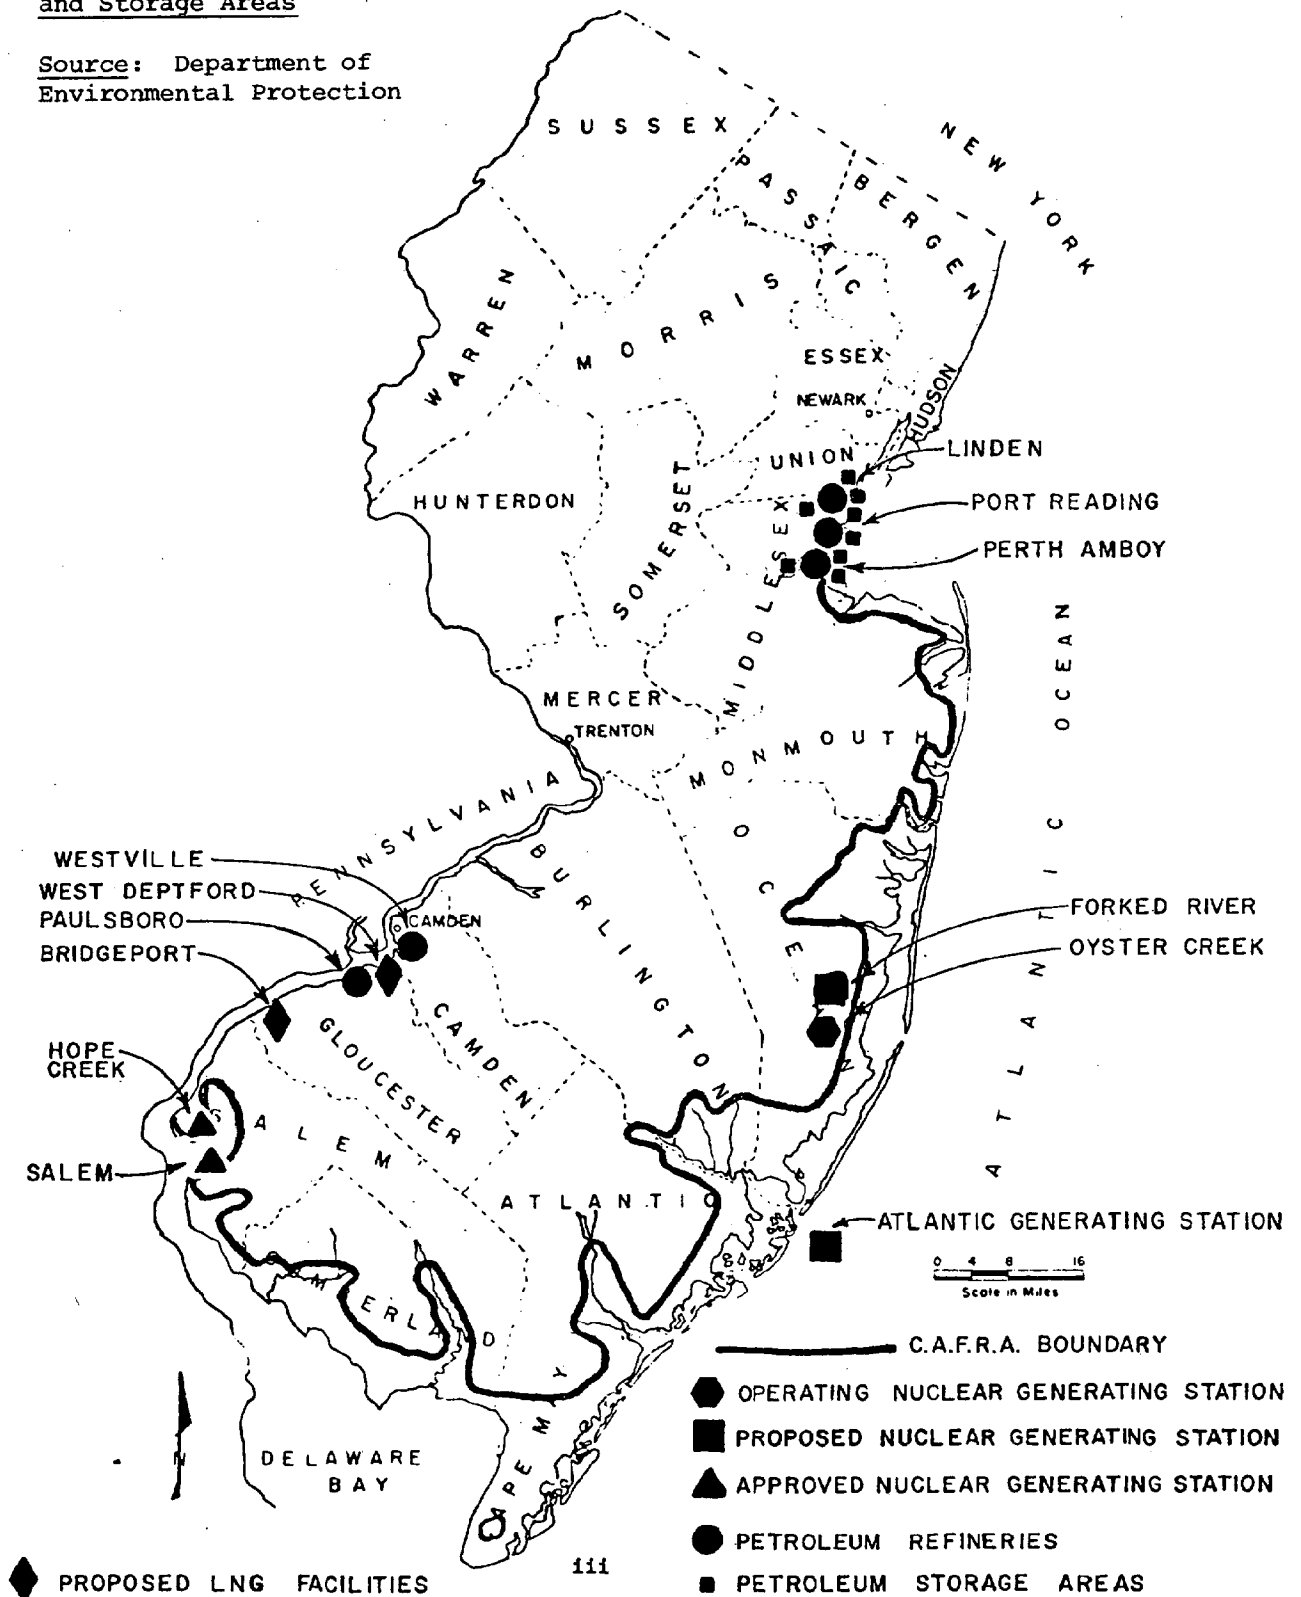 and Storage Areas
Source: Department of
Environmental Protection
SUSSEX
PASSAIC
BERGEN
NEW YORK
WARREN
MORRIS
ESSEX
NEWARK
HUDSON
UNION
LINDEN
HUNTERDON
SOMERSET
MIDDLESEX
PORT READING
PERTH AMBOY
MERCER
TRENTON
MONMOUTH
ATLANTIC OCEAN
PENNSYLVANIA
BURLINGTON
OCEAN
WESTVILLE
WEST DEPTFORD
PAULSBORO
BRIDGEPORT
CAMDEN
FORKED RIVER
OYSTER CREEK
GLOUCESTER
CAMDEN
HOPE
CREEK
ALEM
SALEM
ATLANTIC
ATLANTIC GENERATING STATION
0 4 8 16
Scale in Miles
M ERLA D
CAPE MY
N
DELAWARE
BAY
C.A.F.R.A. BOUNDARY
OPERATING NUCLEAR GENERATING STATION
PROPOSED NUCLEAR GENERATING STATION
APPROVED NUCLEAR GENERATING STATION
PETROLEUM REFINERIES
PETROLEUM STORAGE AREAS
PROPOSED LNG FACILITIES
iii